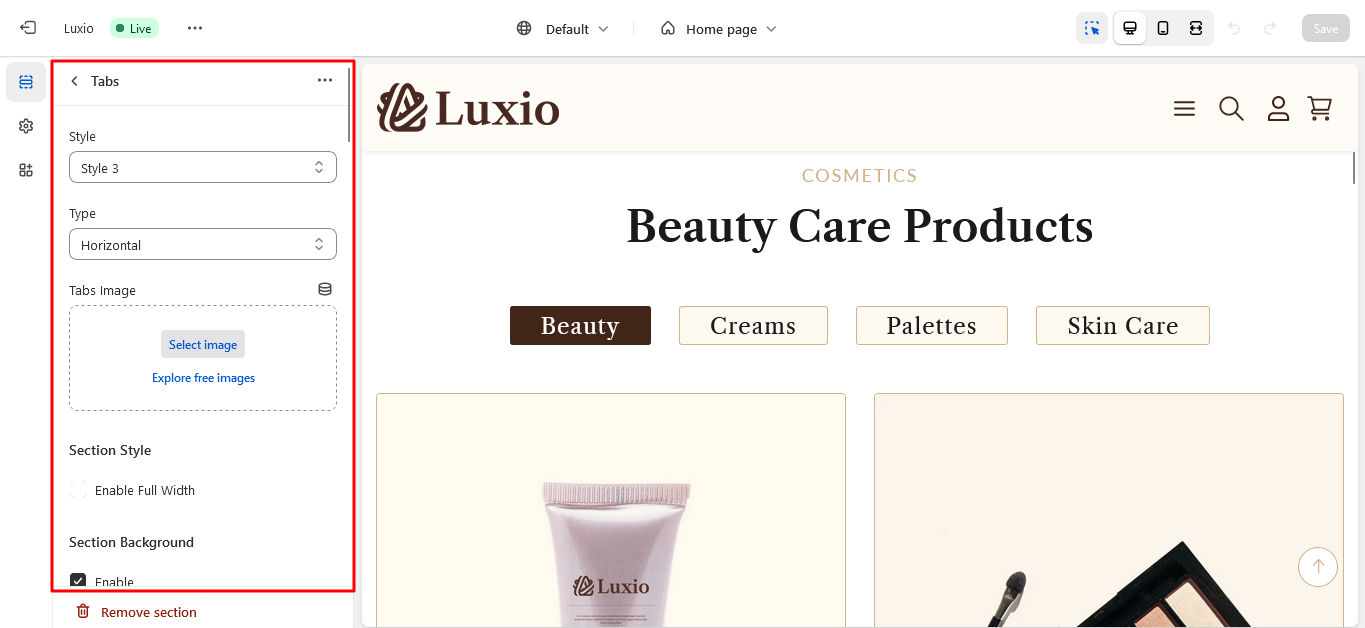 Luxio
Live
Default
Home page
Save
Tabs
Style
Style 3
Type
Horizontal
Tabs Image
Select image
Explore free images
Section Style
Enable Full Width
Section Background
Enable
Remove section
Luxio
COSMETICS
Beauty Care Products
Beauty
Creams
Palettes
Skin Care
Luxio